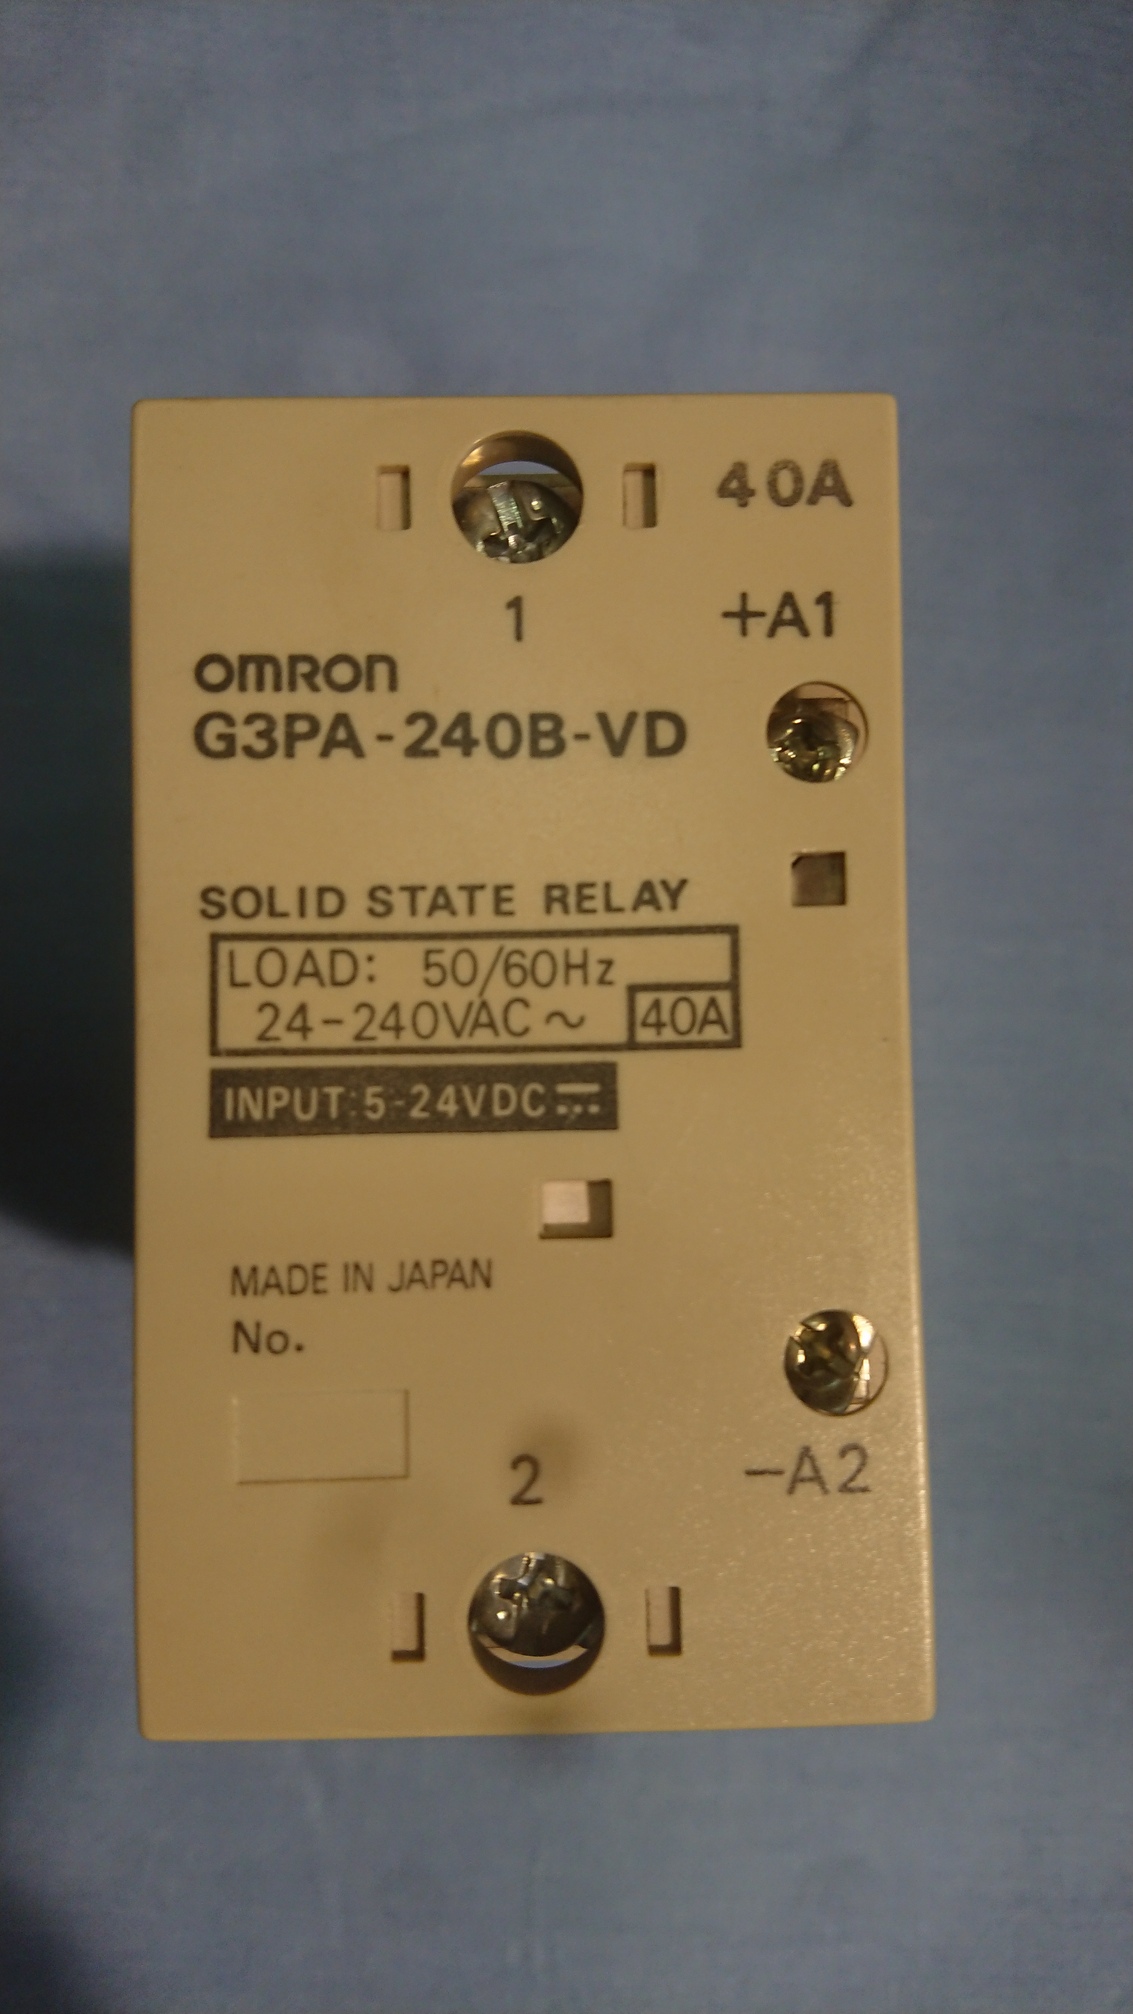 40A
1
+A1
OMRON
G3PA-240B-VD
SOLID STATE RELAY
LOAD: 50/60Hz
24-240VAC~ 40A
INPUT:5-24VDC
MADE IN JAPAN
No.
2
-A2